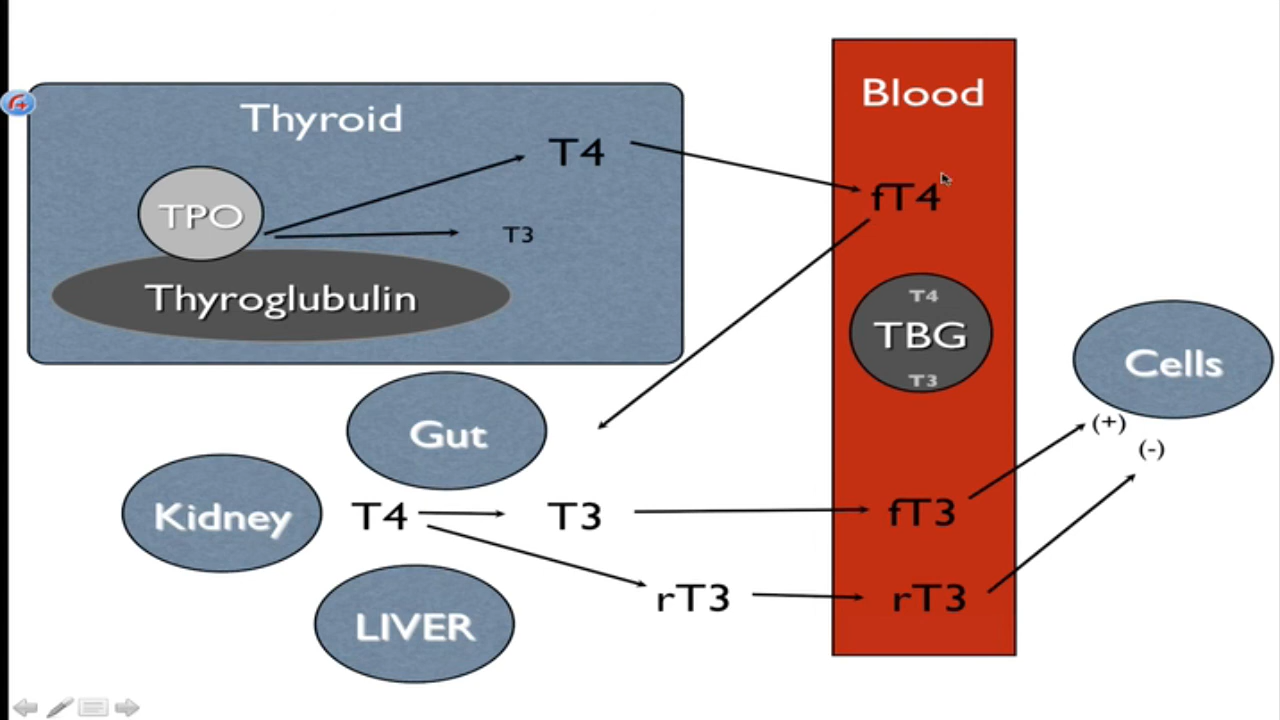 Thyroid
T4
TPO
T3
Thyroglubulin
Blood
fT4
T4
TBG
T3
Cells
(+)
(-)
Gut
Kidney
T4
T3
fT3
rT3
rT3
LIVER